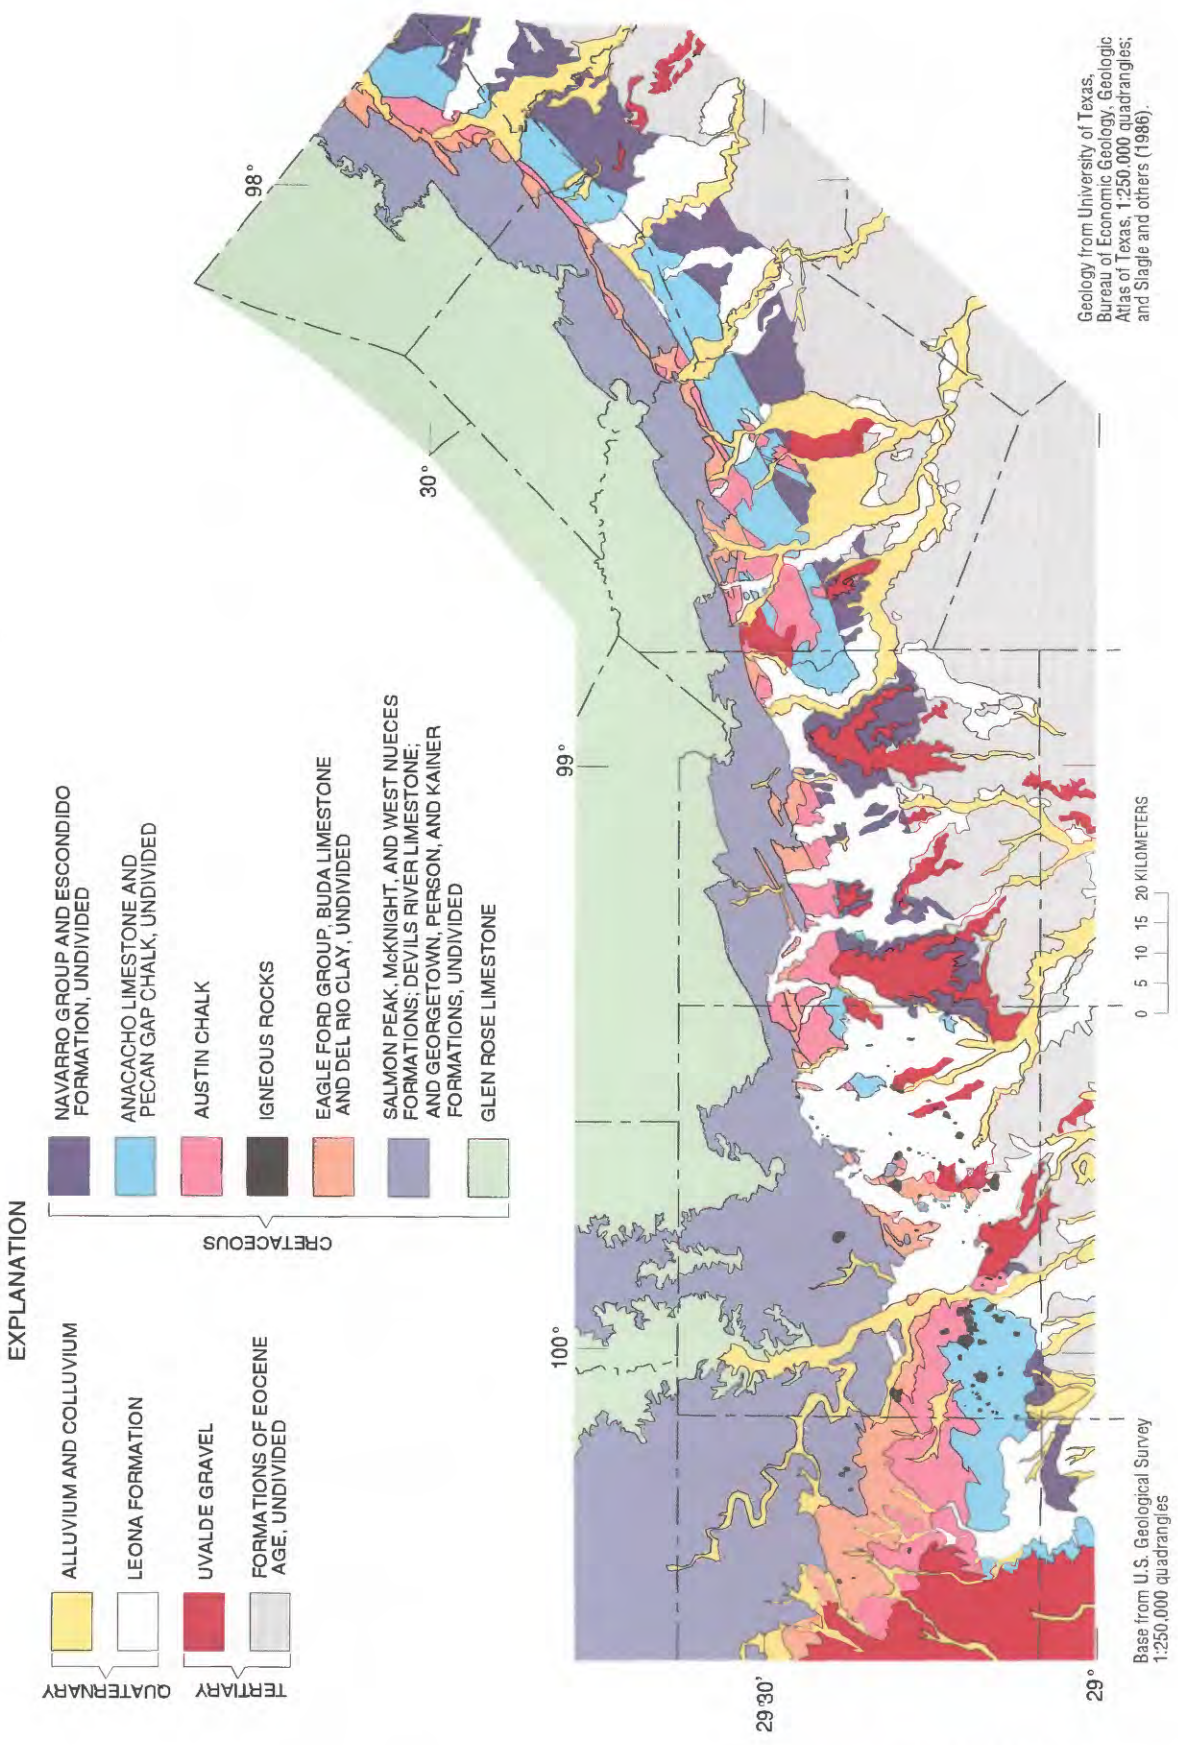 EXPLANATION
QUATERNARY
ALLUVIUM AND COLLUVIUM
LEONA FORMATION
TERTIARY
UVALDE GRAVEL
FORMATIONS OF EOCENE
AGE, UNDIVIDED
CRETACEOUS
NAVARRO GROUP AND ESCONDIDO
FORMATION, UNDIVIDED
ANACACHO LIMESTONE AND
PECAN GAP CHALK, UNDIVIDED
AUSTIN CHALK
IGNEOUS ROCKS
EAGLE FORD GROUP, BUDA LIMESTONE
AND DEL RIO CLAY, UNDIVIDED
SALMON PEAK, McKNIGHT, AND WEST NUECES
FORMATIONS; DEVILS RIVER LIMESTONE;
AND GEORGETOWN, PERSON, AND KAINER
FORMATIONS, UNDIVIDED
GLEN ROSE LIMESTONE
98°
30°
99°
100°
29°30'
29°
0 5 10 15 20 KILOMETERS
Base from U.S. Geological Survey
1:250,000 quadrangles
Geology from University of Texas,
Bureau of Economic Geology, Geologic
Atlas of Texas, 1:250.000 quadrangles;
and Slagle and others (1986).